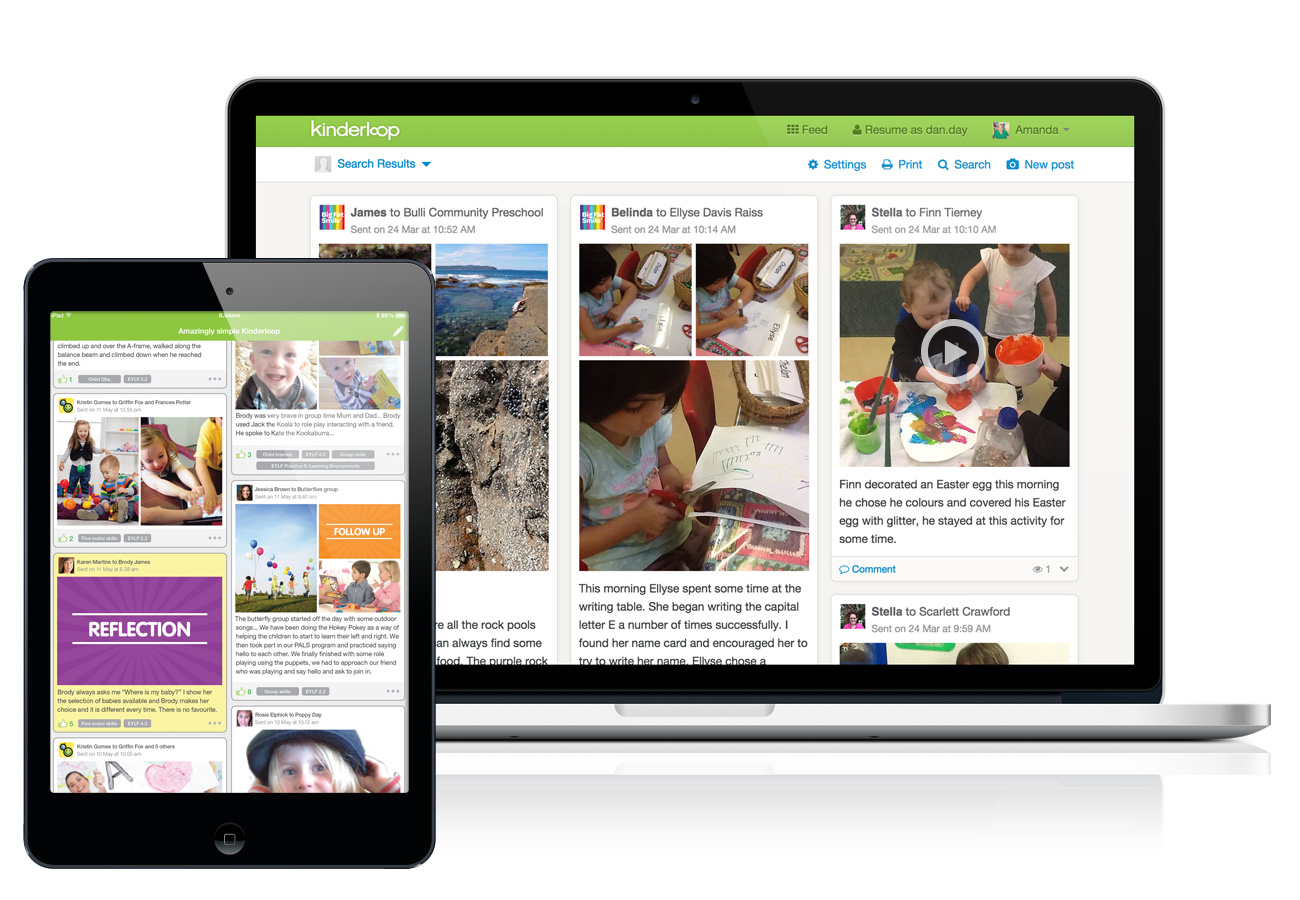 kinderloop
Feed
Resume as dan.day
Amanda
Search Results
Settings
Print
Search
New post
Big Fat
Smile
James to Bulli Community Preschool
Sent on 24 Mar at 10:52 AM
re all the rock pools
an always find some
food. The purple rock
Big Fat
Smile
Belinda to Ellyse Davis Raiss
Sent on 24 Mar at 10:14 AM
Ellyse
This morning Ellyse spent some time at the
writing table. She began writing the capital
letter E a number of times successfully. I
found her name card and encouraged her to
try to write her name. Ellyse chose a
Stella to Finn Tierney
Sent on 24 Mar at 10:10 AM
Finn decorated an Easter egg this morning
he chose he colours and covered his Easter
egg with glitter, he stayed at this activity for
some time.
Comment
1
Stella to Scarlett Crawford
Sent on 24 Mar at 9:59 AM
iPad
Amazingly simple Kinderloop
climbed up and over the A-frame, walked along the
balance beam and climbed down when he reached
the end.
1
Child Obs.
EYLF 3.2
Kristin Gomes to Griffin Fox and Frances Potter
Sent on 11 May at 13.55 pm
2
Fine motor skills
EYLF 2.2
Karen Martins to Brody James
Sent on 11 May at 8.38 am
REFLECTION
Brody always asks me “Where is my baby?” I show her
the selection of babies available and Brody makes her
choice and it is different every time. There is no favourite.
5
Fine motor skills
EYLF 4.3
Kristin Gomes to Griffin Fox and 5 others
Sent on 10 May at 10.05 am
A
Brody was very brave in group time Mum and Dad... Brody
used Jack the Koala to role play interacting with a friend.
He spoke to Kate the Kookaburra...
3
Child Interest
EYLF 4.2
Group skills
EYLF Practice 5: Learning Environments
Jessica Brown to Butterflies group
Sent on 11 May at 9.40 am
FOLLOW UP
The butterfly group started off the day with some outdoor
songs... We have been doing the Hokey Pokey as a way of
helping the children to start to learn their left and right. We
then took part in our PALS program and practiced saying
hello to each other. We finally finished with some role
playing using the puppets, we had to approach our friend
who was playing and say hello and ask to join in.
8
Group skills
EYLF 2.2
Rosie Elphick to Poppy Day
Sent on 10 May at 10.12 am